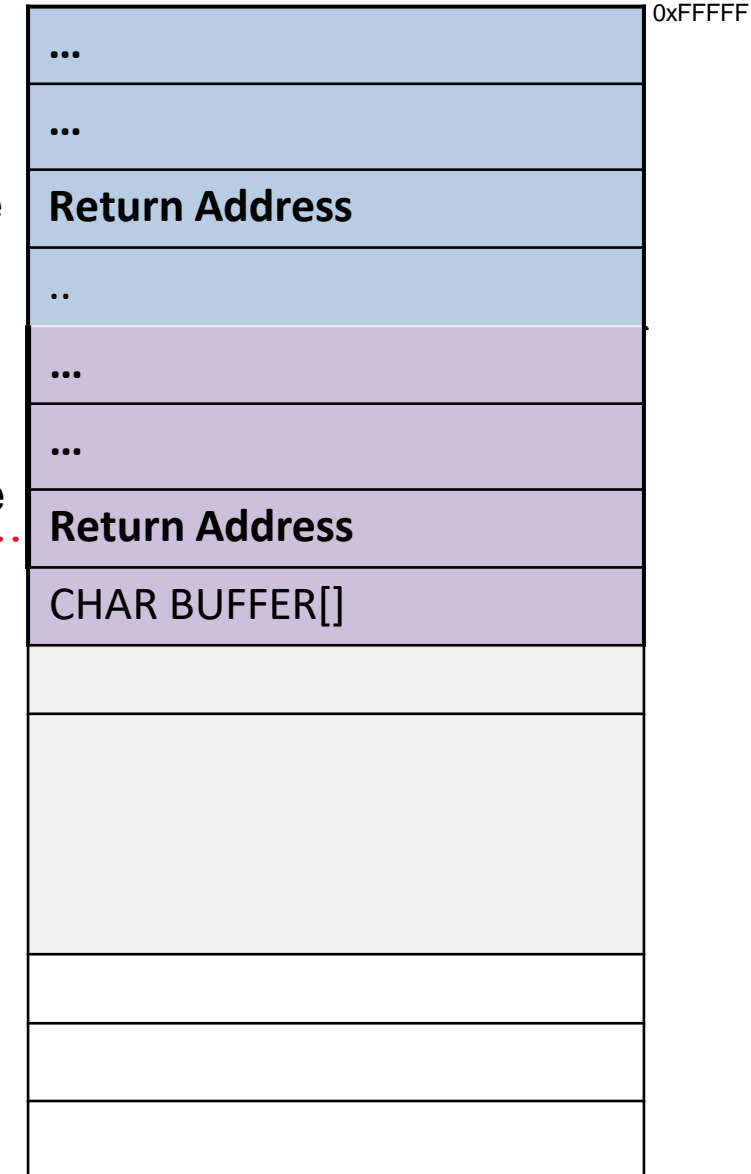 0xFFFFF
...
...
e
Return Address
..
...
...
e
Return Address
..
CHAR BUFFER[]